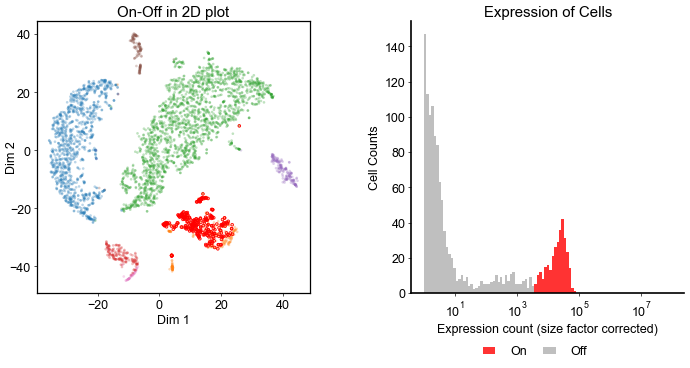 On-Off in 2D plot
Dim 2
40
20
0
−20
−40
−20 0 20 40
Dim 1
Expression of Cells
Cell Counts
140
120
100
80
60
40
20
0
10^1 10^3 10^5 10^7
Expression count (size factor corrected)
On Off